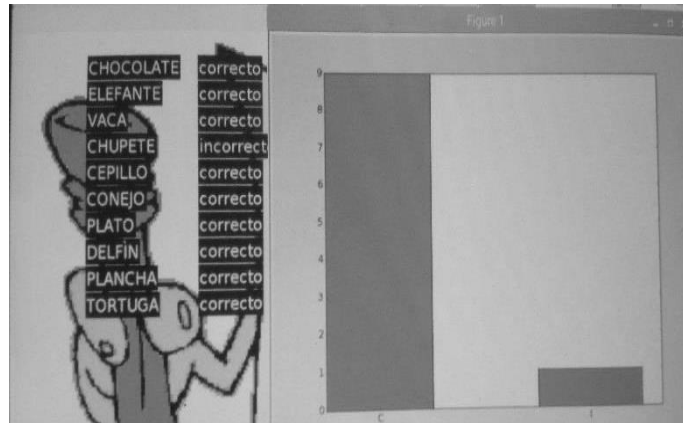 Figure 1
CHOCOLATE correcto
ELEFANTE correcto
VACA correcto
CHUPETE incorrect
CEPILLO correcto
CONEJO correcto
PLATO correcto
DELFÍN correcto
PLANCHA correcto
TORTUGA correcto
9
8
7
6
5
4
3
2
1
0
C I